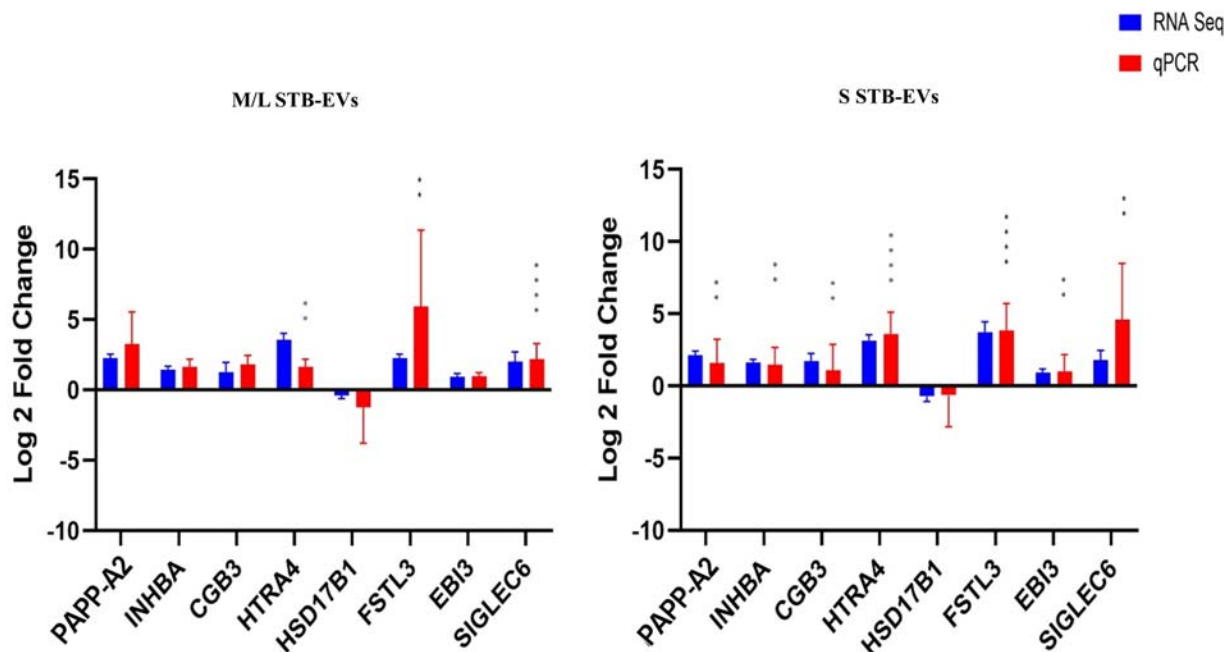 RNA Seq
qPCR
M/L STB-EVs
S STB-EVs
Log 2 Fold Change
15
10
5
0
-5
-10
PAPP-A2
INHBA
CGB3
HTRA4
HSD17B1
FSTL3
EBI3
SIGLEC6
Log 2 Fold Change
15
10
5
0
-5
-10
PAPP-A2
INHBA
CGB3
HTRA4
HSD17B1
FSTL3
EBI3
SIGLEC6